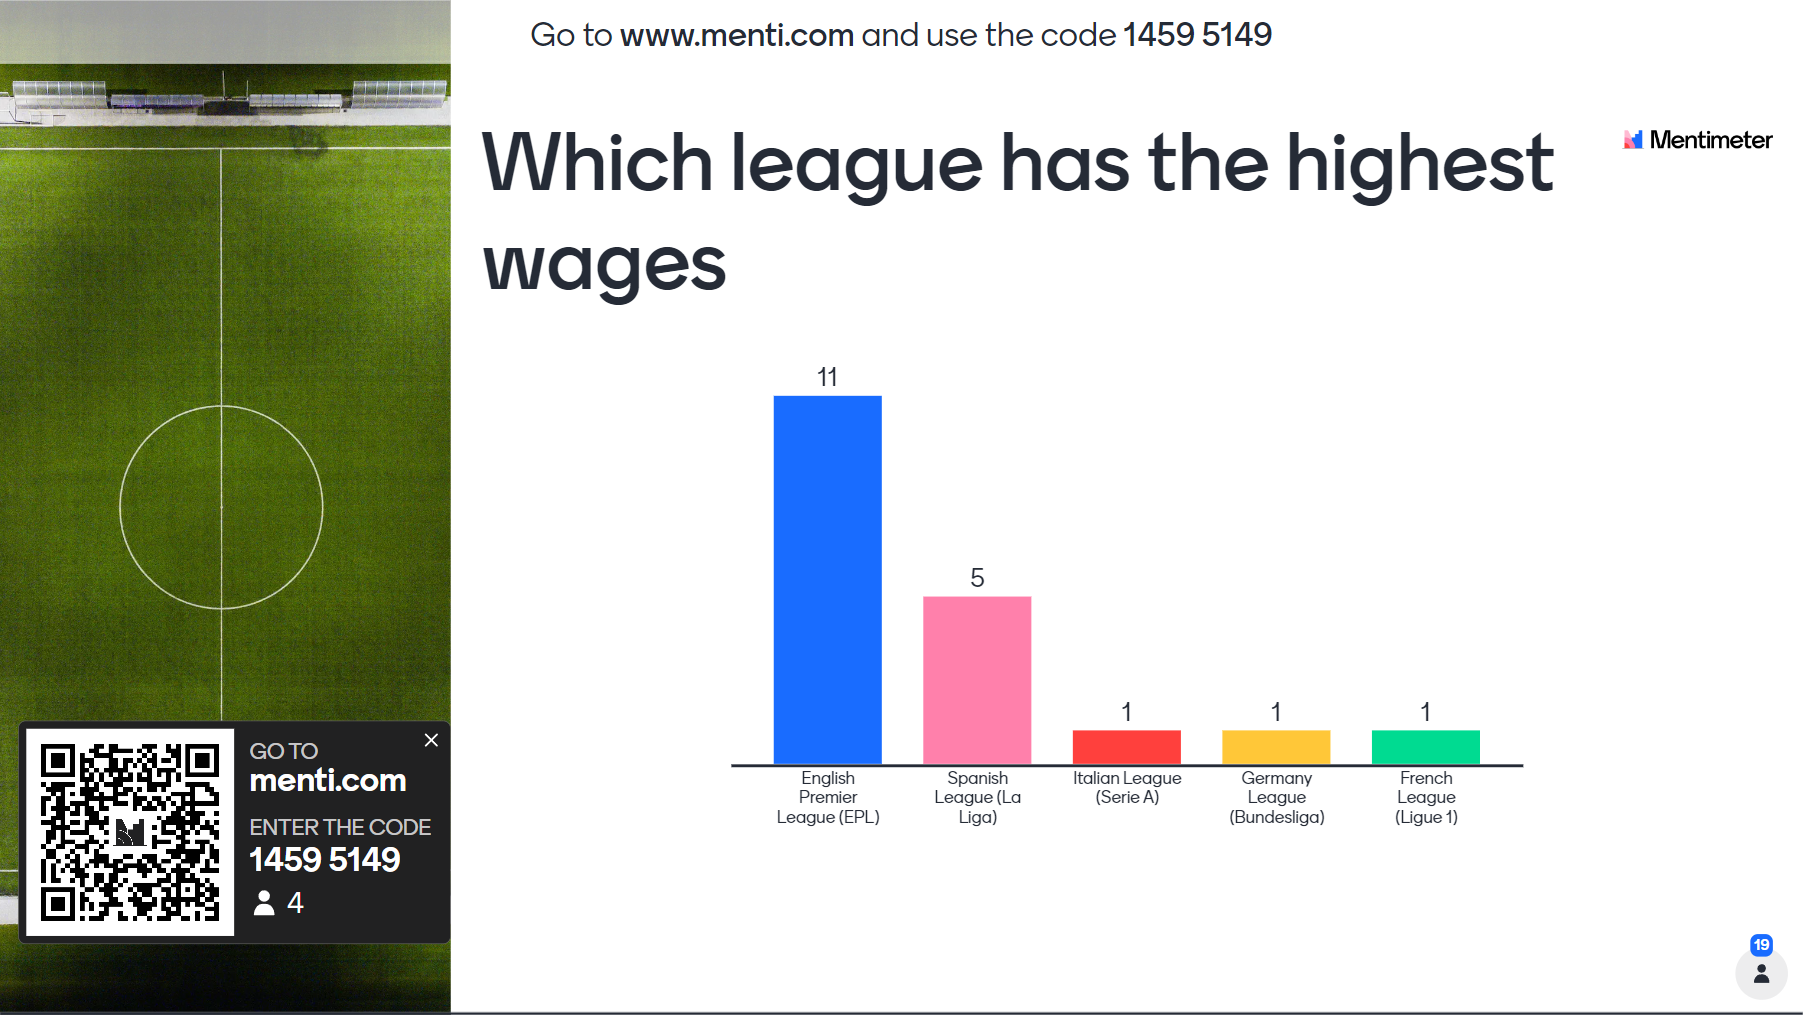 Go to www.menti.com and use the code 1459 5149
Which league has the highest
wages
Mentimeter
11
5
1
1
1
English
Premier
League (EPL)
Spanish
League (La
Liga)
Italian League
(Serie A)
Germany
League
(Bundesliga)
French
League
(Ligue 1)
GO TO
menti.com
ENTER THE CODE
1459 5149
4
19